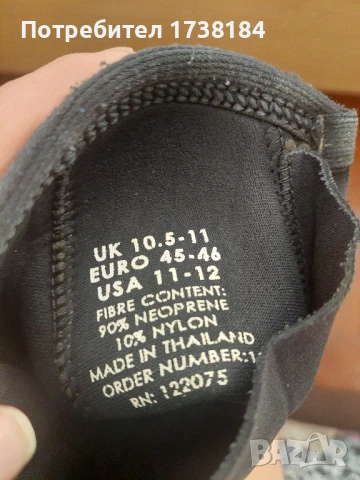 Потребител 1738184
UK 10.5-11
EURO 45-46
USA 11-12
FIBRE CONTENT:
90% NEOPRENE
10% NYLON
MADE IN THAILAND
ORDER NUMBER:
RN: 122075
BAZAR